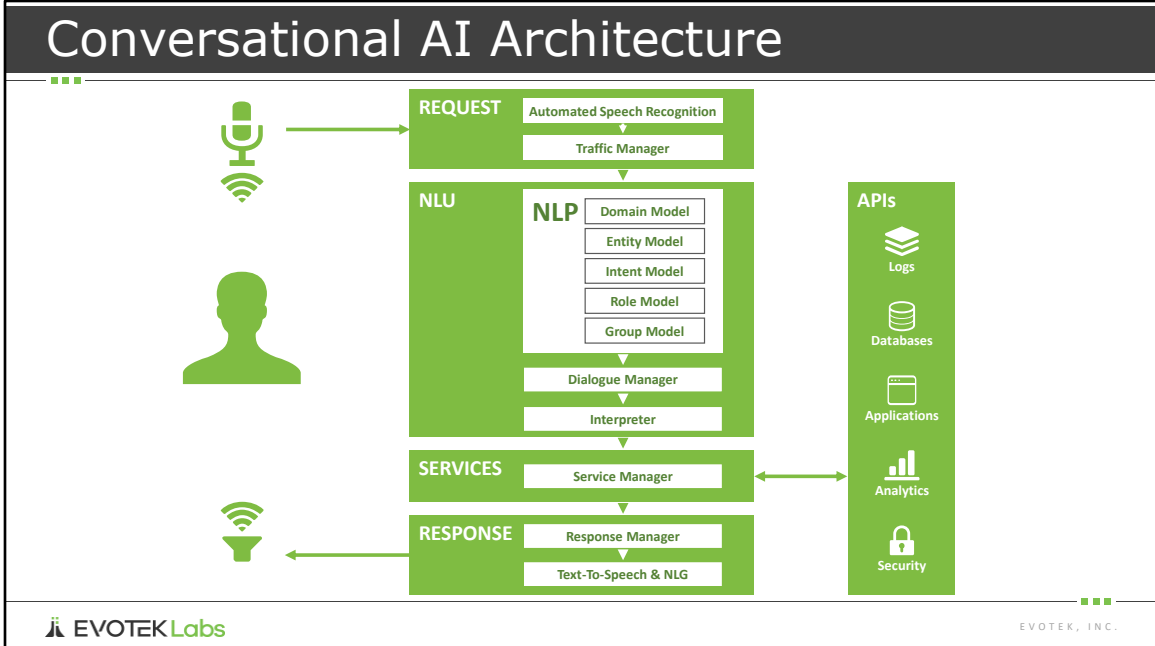 Conversational AI Architecture
REQUEST
Automated Speech Recognition
Traffic Manager
NLU
NLP
Domain Model
Entity Model
Intent Model
Role Model
Group Model
Dialogue Manager
Interpreter
SERVICES
Service Manager
RESPONSE
Response Manager
Text-To-Speech & NLG
APIs
Logs
Databases
Applications
Analytics
Security
EVOTEK Labs
EVOTEK, INC.